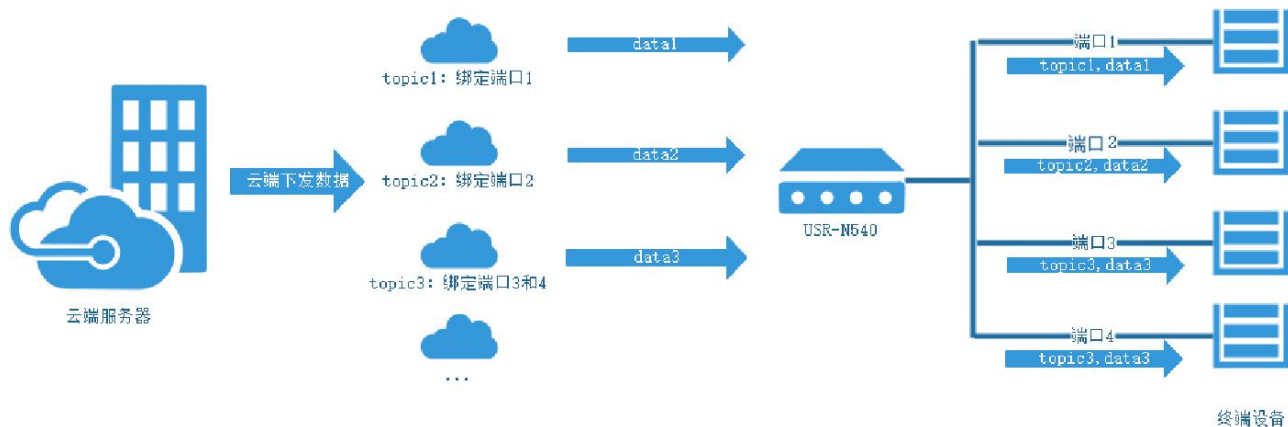 云端服务器
云端下发数据
topic1: 绑定端口1
topic2: 绑定端口2
topic3: 绑定端口3和4
...
data1
data2
data3
USR-N540
端口1
topic1,data1
端口2
topic2,data2
端口3
topic3,data3
端口4
topic3,data3
终端设备